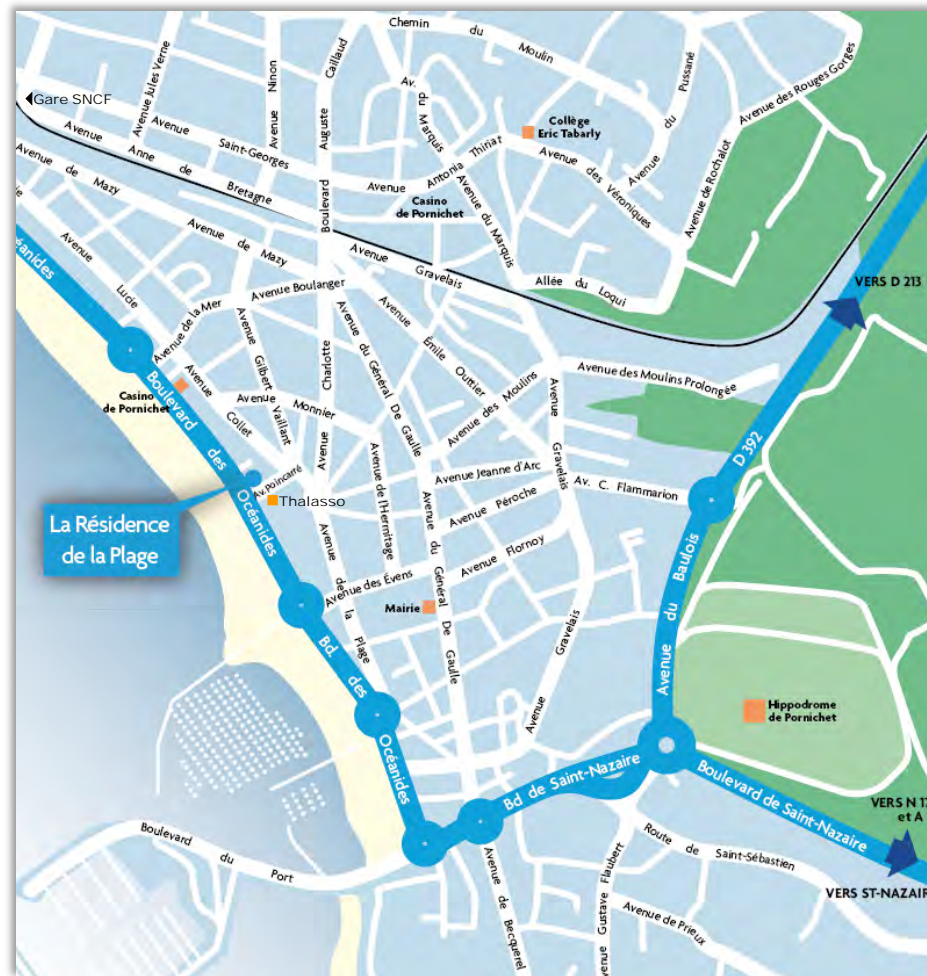 Chemin du Moulin
Avenue Jules Verne
Avenue Ninon
Boulevard Auguste Caillaud
Av. du Marquis
Avenue du Pussané
Avenue des Rouges Gorges
Gare SNCF
Collège
Eric Tabarly
Avenue Saint-Georges
Avenue Anne de Bretagne
Avenue Antonia Thiriat
Avenue des Véroniques
Avenue de Rochalot
Avenue de Mazy
Casino
de Pornichet
Avenue du Marquis
Océanides
Avenue de Mazy
Avenue Gravelais
Allée du Loqui
VERS D 213
Avenue Lucie Collet
Avenue de la Mer
Avenue Boulanger
Avenue Charlotte
Avenue du Général De Gaulle
Avenue Émile Outtier
Avenue Gilbert Vaillant
Casino
de Pornichet
Avenue Monnier
Avenue des Moulins
Avenue des Moulins Prolongée
Avenue Gravelais
Boulevard des Océanides
D 392
Av. Poincarré
Thalasso
Avenue de l'Hermitage
Avenue Jeanne d'Arc
Av. C. Flammarion
Avenue Péroche
La Résidence
de la Plage
Avenue de la Plage
Avenue du Général De Gaulle
Avenue Flornoy
Avenue des Évens
Mairie
Avenue Gravelais
Avenue du Baulois
Bd. des Océanides
Hippodrome
de Pornichet
Bd de Saint-Nazaire
Boulevard de Saint-Nazaire
VERS N 17
et A
Boulevard du Port
Avenue de Becquerel
Avenue Gustave Flaubert
Route de Saint-Sébastien
VERS ST-NAZAIR
Avenue de Prieux